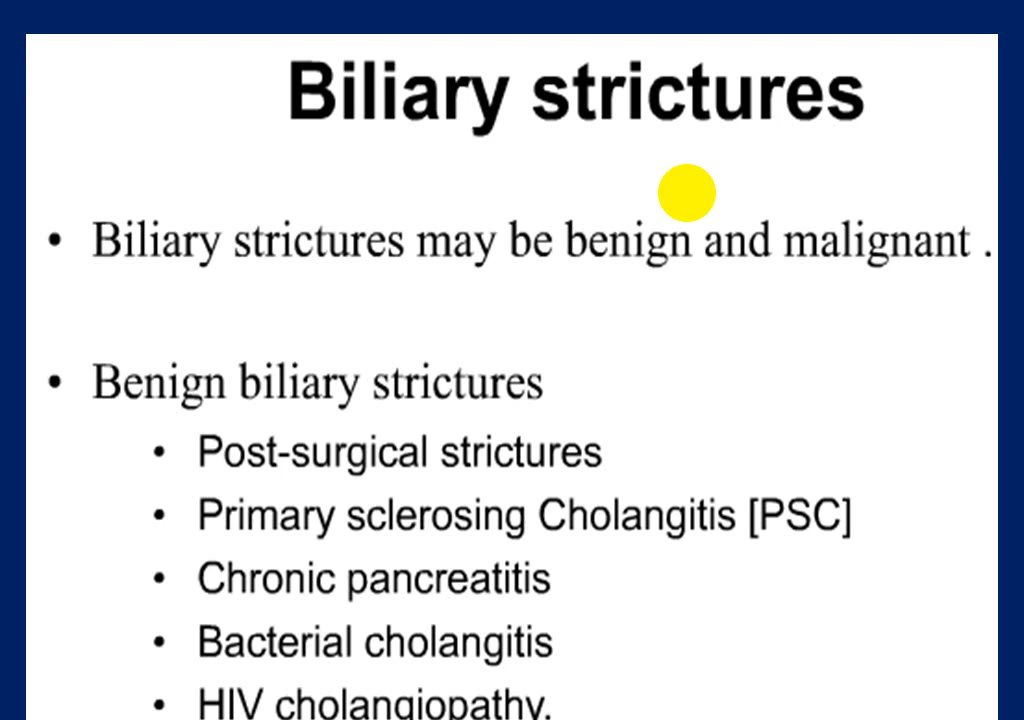 Biliary strictures
• Biliary strictures may be benign and malignant .
• Benign biliary strictures
• Post-surgical strictures
• Primary sclerosing Cholangitis [PSC]
• Chronic pancreatitis
• Bacterial cholangitis
• HIV cholangiopathy.